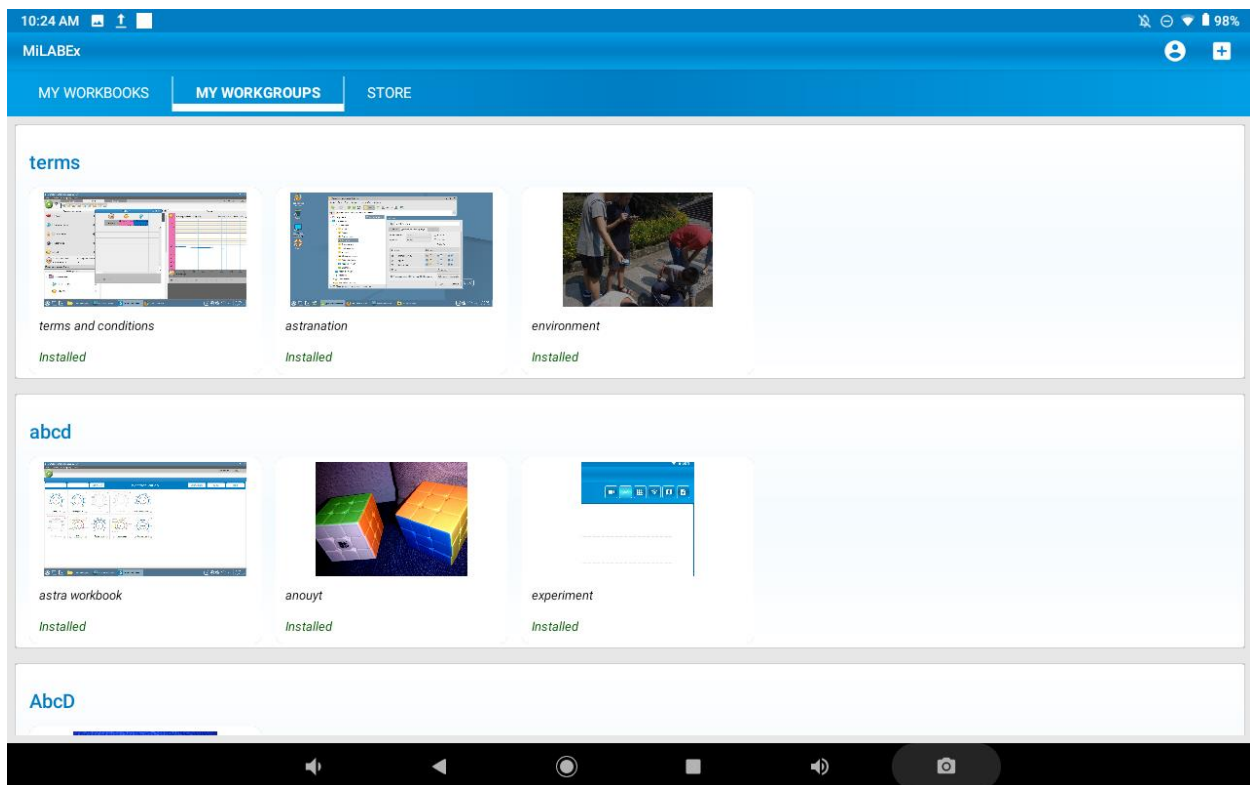 10:24 AM 98%
MiLABEx
MY WORKBOOKS MY WORKGROUPS STORE
terms
terms and conditions astranation environment
Installed Installed Installed
abcd
astra workbook anouyt experiment
Installed Installed Installed
AbcD